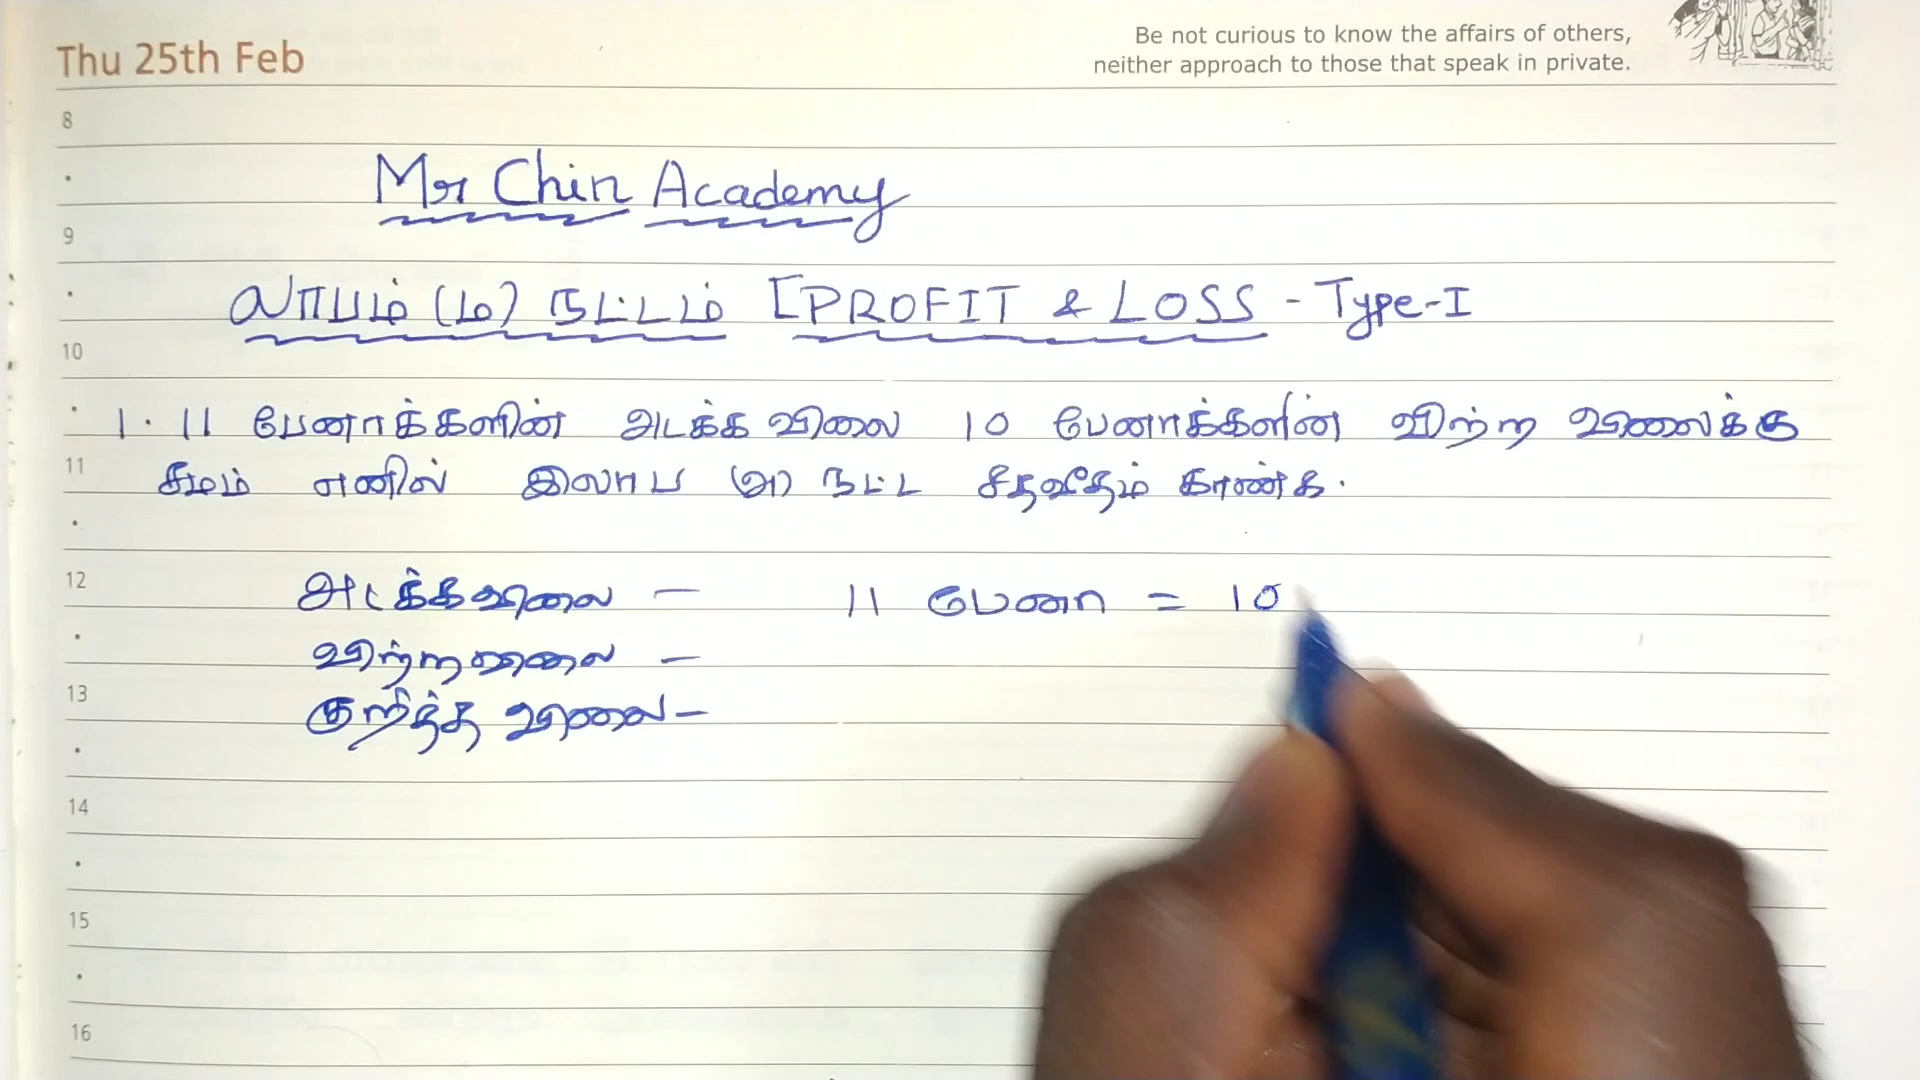 Thu 25th Feb
Be not curious to know the affairs of others,
neither approach to those that speak in private.
8
Mr Chin Academy
9
லாபம் (ம) நட்டம் [PROFIT & LOSS - Type-I
10
1. 11 பேனாக்களின் அடக்க விலை 10 பேனாக்களின் விற்ற விலைக்கு
11
சமம் எனில் இலாப (அ) நட்ட சதவீதம் காண்க.
12
அடக்கவிலை – 11 பேனா = 10
விற்றவிலை –
13
குறித்த விலை –
14
15
16